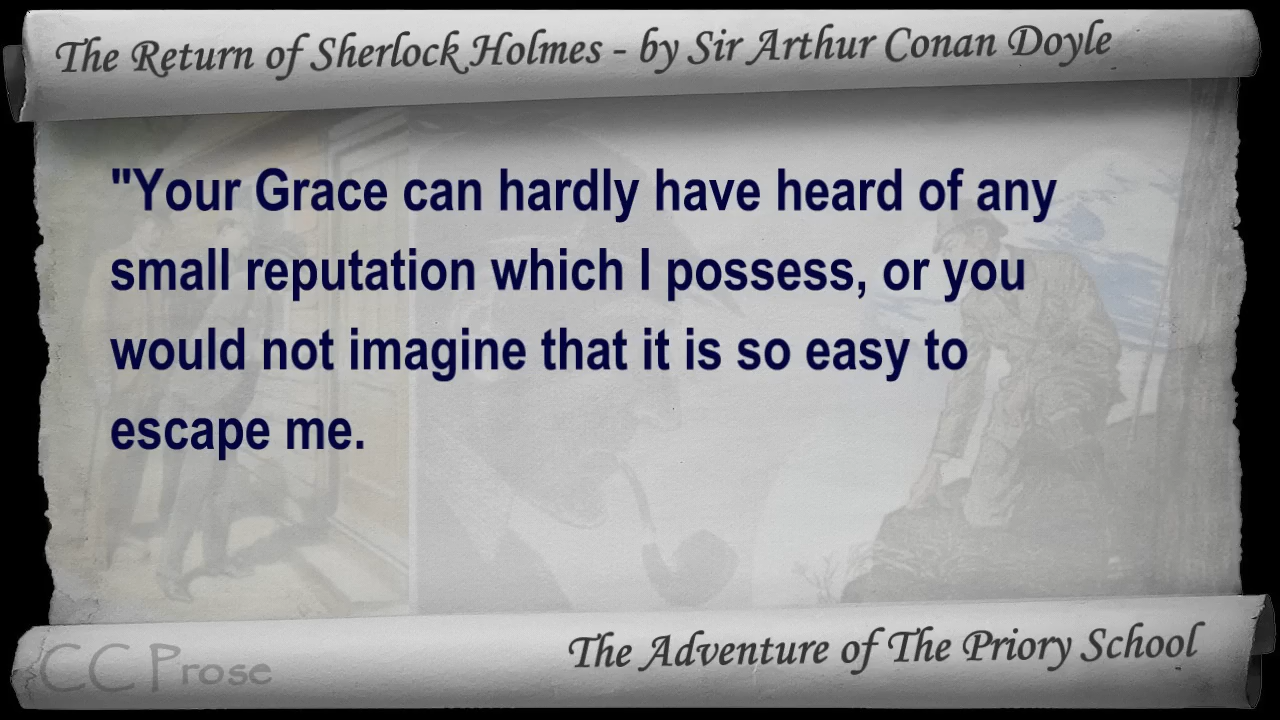 The Return of Sherlock Holmes - by Sir Arthur Conan Doyle
"Your Grace can hardly have heard of any
small reputation which I possess, or you
would not imagine that it is so easy to
escape me.
CC Prose
The Adventure of The Priory School